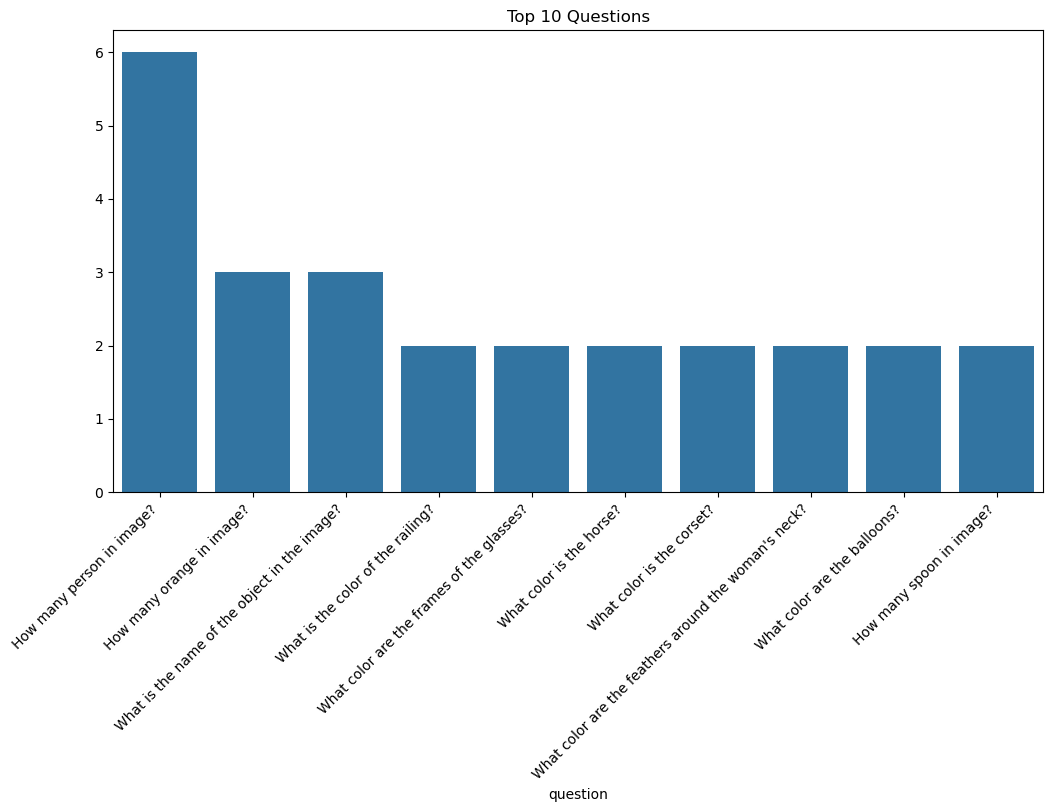 Top 10 Questions
6
5
4
3
2
1
0
How many person in image?
How many orange in image?
What is the name of the object in the image?
What is the color of the railing?
What color are the frames of the glasses?
What color is the horse?
What color is the corset?
What color are the feathers around the woman's neck?
What color are the balloons?
How many spoon in image?
question